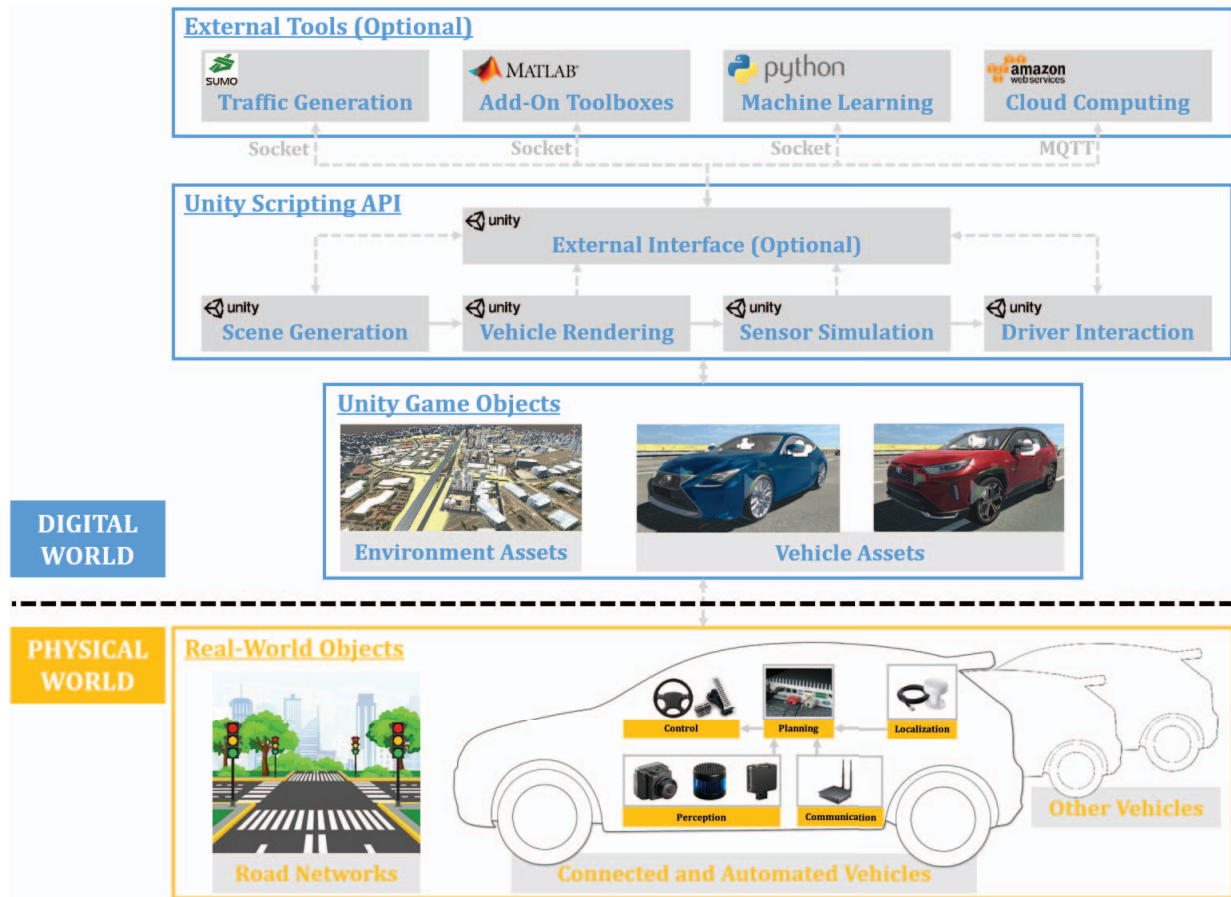 External Tools (Optional)
SUMO
Traffic Generation
MATLAB®
Add-On Toolboxes
python
Machine Learning
amazon
webservices
Cloud Computing
Socket
Socket
Socket
MQTT
Unity Scripting API
unity
External Interface (Optional)
unity
Scene Generation
unity
Vehicle Rendering
unity
Sensor Simulation
unity
Driver Interaction
Unity Game Objects
Environment Assets
Vehicle Assets
DIGITAL
WORLD
PHYSICAL
WORLD
Real-World Objects
Control
Planning
Localization
Perception
Communication
Other Vehicles
Road Networks
Connected and Automated Vehicles